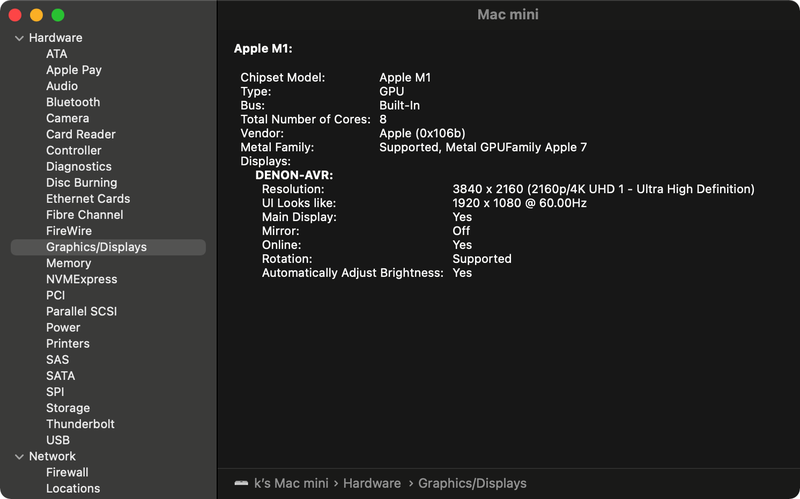 Mac mini
Hardware
ATA
Apple Pay
Audio
Bluetooth
Camera
Card Reader
Controller
Diagnostics
Disc Burning
Ethernet Cards
Fibre Channel
FireWire
Graphics/Displays
Memory
NVMExpress
PCI
Parallel SCSI
Power
Printers
SAS
SATA
SPI
Storage
Thunderbolt
USB
Network
Firewall
Locations
Apple M1:
Chipset Model: Apple M1
Type: GPU
Bus: Built-In
Total Number of Cores: 8
Vendor: Apple (0x106b)
Metal Family: Supported, Metal GPUFamily Apple 7
Displays:
DENON-AVR:
Resolution: 3840 x 2160 (2160p/4K UHD 1 - Ultra High Definition)
UI Looks like: 1920 x 1080 @ 60.00Hz
Main Display: Yes
Mirror: Off
Online: Yes
Rotation: Supported
Automatically Adjust Brightness: Yes
k's Mac mini › Hardware › Graphics/Displays